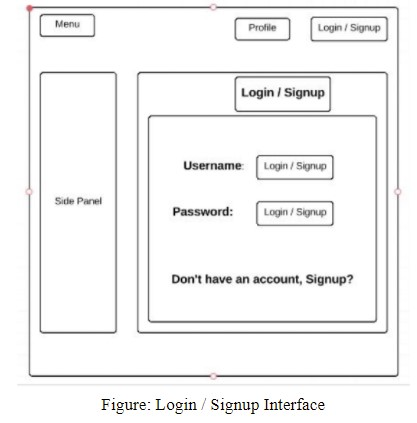 Menu
Profile
Login / Signup
Login / Signup
Username:
Login / Signup
Side Panel
Password:
Login / Signup
Don't have an account, Signup?
Figure: Login / Signup Interface